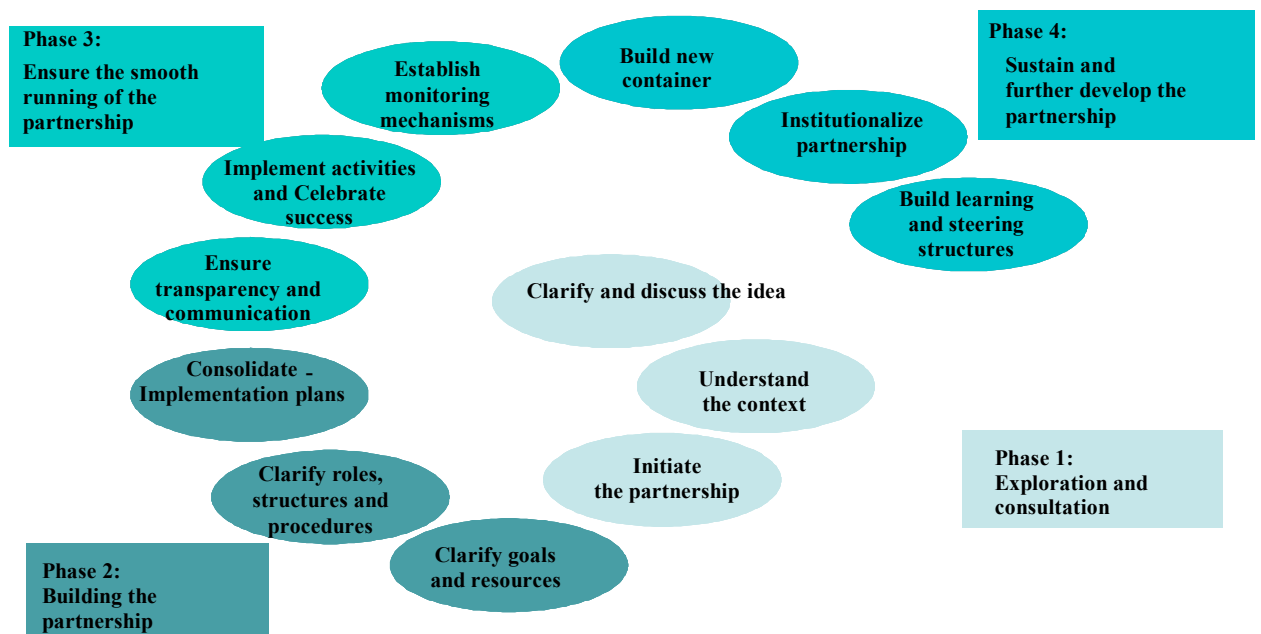 Phase 3:
Ensure the smooth
running of the
partnership
Establish
monitoring
mechanisms
Build new
container
Phase 4:
Sustain and
further develop the
partnership
Institutionalize
partnership
Implement activities
and Celebrate
success
Build learning
and steering
structures
Ensure
transparency and
communication
Clarify and discuss the idea
Consolidate -
Implementation plans
Understand
the context
Initiate
the partnership
Phase 1:
Exploration and
consultation
Clarify roles,
structures and
procedures
Clarify goals
and resources
Phase 2:
Building the
partnership